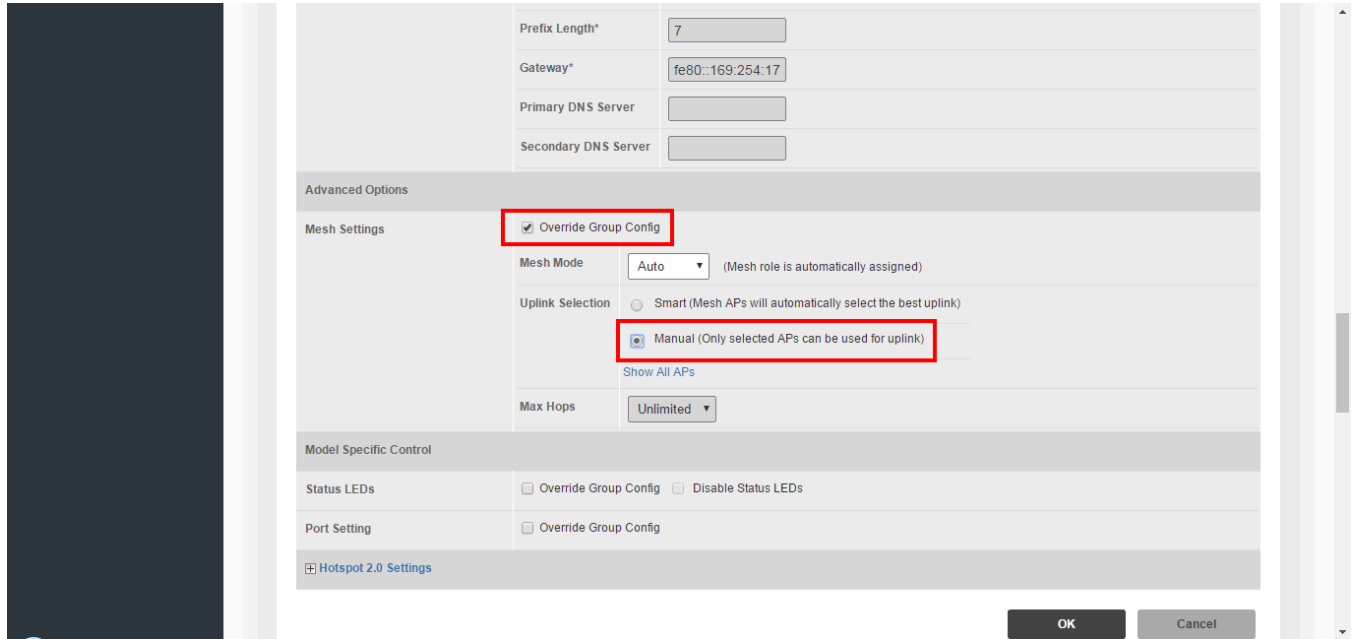 Prefix Length*
7
Gateway*
fe80::169:254:17
Primary DNS Server
Secondary DNS Server
Advanced Options
Mesh Settings
Override Group Config
Mesh Mode
Auto
(Mesh role is automatically assigned)
Uplink Selection
Smart (Mesh APs will automatically select the best uplink)
Manual (Only selected APs can be used for uplink)
Show All APs
Max Hops
Unlimited
Model Specific Control
Status LEDs
Override Group Config
Disable Status LEDs
Port Setting
Override Group Config
Hotspot 2.0 Settings
OK
Cancel